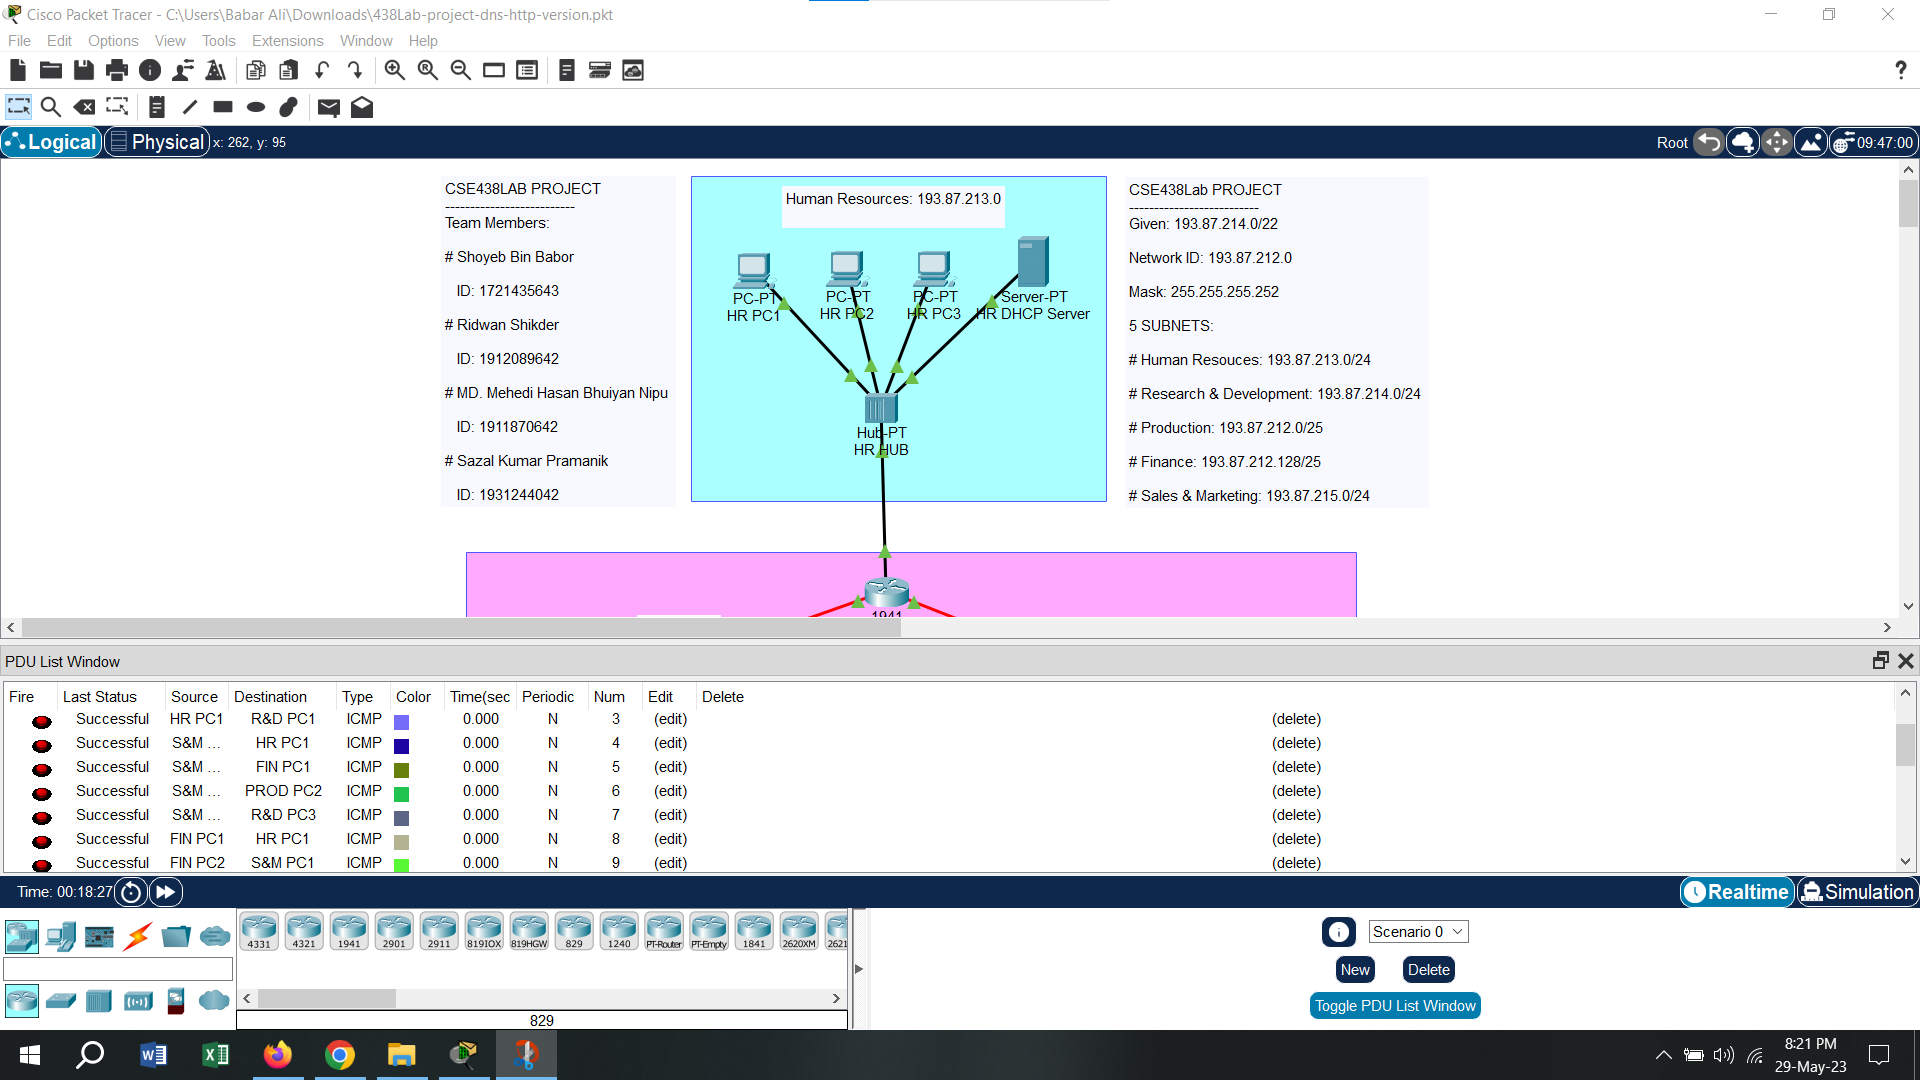 Cisco Packet Tracer - C:\Users\Babar Ali\Downloads\438Lab-project-dns-http-version.pkt
File Edit Options View Tools Extensions Window Help
?
Logical Physical x: 262, y: 95 Root 09:47:00
CSE438LAB PROJECT
--------------------------
Team Members:
# Shoyeb Bin Babor
ID: 1721435643
# Ridwan Shikder
ID: 1912089642
# MD. Mehedi Hasan Bhuiyan Nipu
ID: 1911870642
# Sazal Kumar Pramanik
ID: 1931244042
Human Resources: 193.87.213.0
PC-PT
HR PC1
PC-PT
HR PC2
PC-PT
HR PC3
Server-PT
HR DHCP Server
Hub-PT
HR HUB
1941
CSE438Lab PROJECT
--------------------------
Given: 193.87.214.0/22
Network ID: 193.87.212.0
Mask: 255.255.255.252
5 SUBNETS:
# Human Resouces: 193.87.213.0/24
# Research & Development: 193.87.214.0/24
# Production: 193.87.212.0/25
# Finance: 193.87.212.128/25
# Sales & Marketing: 193.87.215.0/24
PDU List Window
Fire Last Status Source Destination Type Color Time(sec Periodic Num Edit Delete
Successful HR PC1 R&D PC1 ICMP 0.000 N 3 (edit) (delete)
Successful S&M ... HR PC1 ICMP 0.000 N 4 (edit) (delete)
Successful S&M ... FIN PC1 ICMP 0.000 N 5 (edit) (delete)
Successful S&M ... PROD PC2 ICMP 0.000 N 6 (edit) (delete)
Successful S&M ... R&D PC3 ICMP 0.000 N 7 (edit) (delete)
Successful FIN PC1 HR PC1 ICMP 0.000 N 8 (edit) (delete)
Successful FIN PC2 S&M PC1 ICMP 0.000 N 9 (edit) (delete)
Time: 00:18:27 Realtime Simulation
4331 4321 1941 2901 2911 819IOX 819HGW 829 1240 PT-Router PT-Empty 1841 2620XM 2621
829
Scenario 0
New Delete
Toggle PDU List Window
8:21 PM
29-May-23